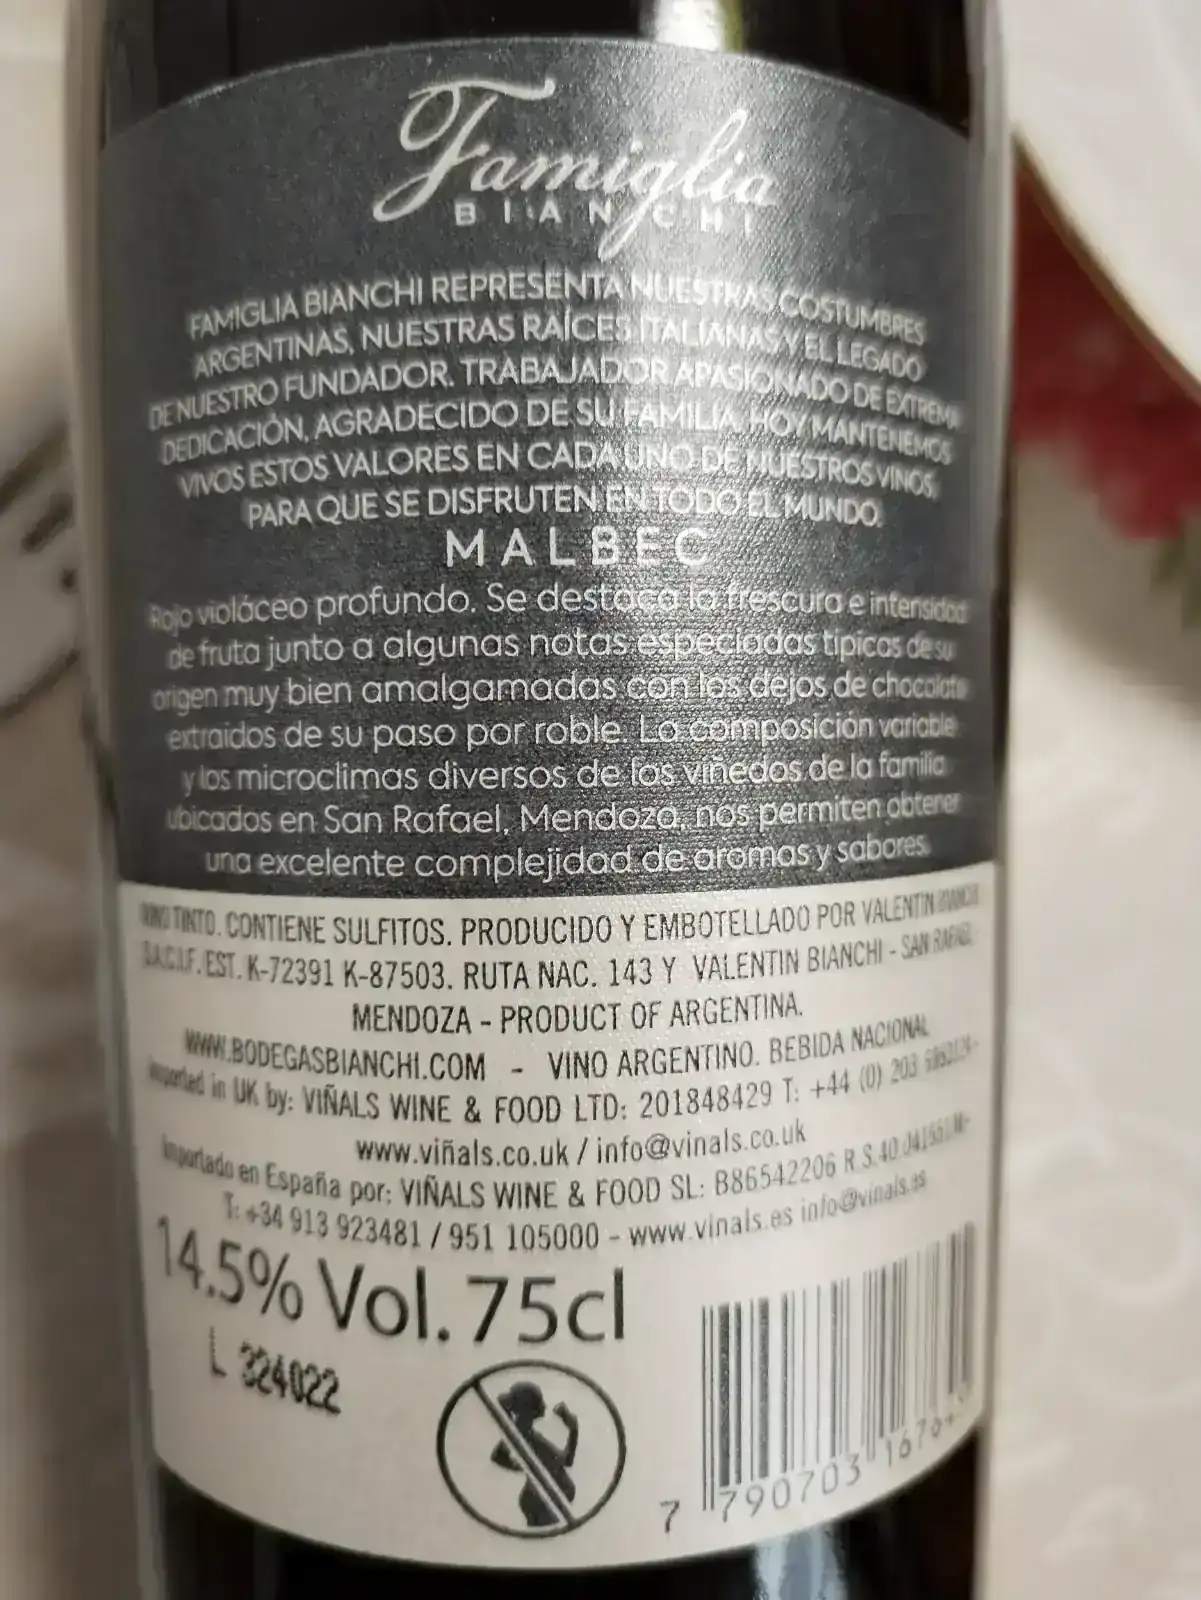 Famiglia
BIANCHI
FAMIGLIA BIANCHI REPRESENTA NUESTRAS COSTUMBRES
ARGENTINAS, NUESTRAS RAÍCES ITALIANAS Y EL LEGADO
DE NUESTRO FUNDADOR. TRABAJADOR APASIONADO DE EXTREMA
DEDICACIÓN, AGRADECIDO DE SU FAMILIA. HOY MANTENEMOS
VIVOS ESTOS VALORES EN CADA UNO DE NUESTROS VINOS,
PARA QUE SE DISFRUTEN EN TODO EL MUNDO.
MALBEC
Rojo violáceo profundo. Se destaca la frescura e intensidad
de fruta junto a algunas notas especiadas típicas de su
origen muy bien amalgamadas con los dejos de chocolate
extraidos de su paso por roble. La composición variable
y los microclimas diversos de los viñedos de la familia
ubicados en San Rafael, Mendoza, nos permiten obtener
una excelente complejidad de aromas y sabores.
VINO TINTO. CONTIENE SULFITOS. PRODUCIDO Y EMBOTELLADO POR VALENTIN BIANCHI
S.A.C.I.F. EST. K-72391 K-87503. RUTA NAC. 143 Y VALENTIN BIANCHI - SAN RAFAEL -
MENDOZA - PRODUCT OF ARGENTINA.
WWW.BODEGASBIANCHI.COM - VINO ARGENTINO. BEBIDA NACIONAL
imported in UK by: VIÑALS WINE & FOOD LTD: 201848429 T: +44 (0) 203
www.viñals.co.uk / info@vinals.co.uk
importado en España por: VIÑALS WINE & FOOD SL: B86542206 R.S.
T: +34 913 923481 / 951 105000 - www.vinals.es info@vinals.es
14.5% Vol. 75cl
L 324022
7 790703